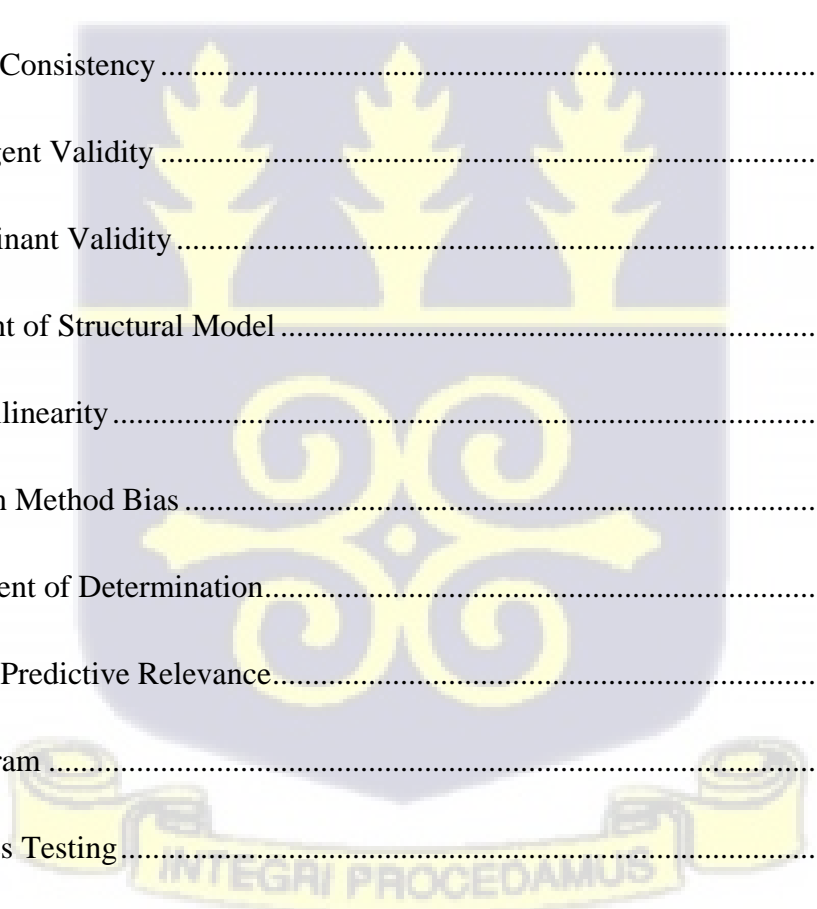 Consistency ..........
gent Validity ..........
inant Validity ..........
nt of Structural Model ..........
llinearity ..........
n Method Bias ..........
ent of Determination ..........
Predictive Relevance ..........
ram ..........
s Testing ..........
INTEGRI PROCEDAMUS